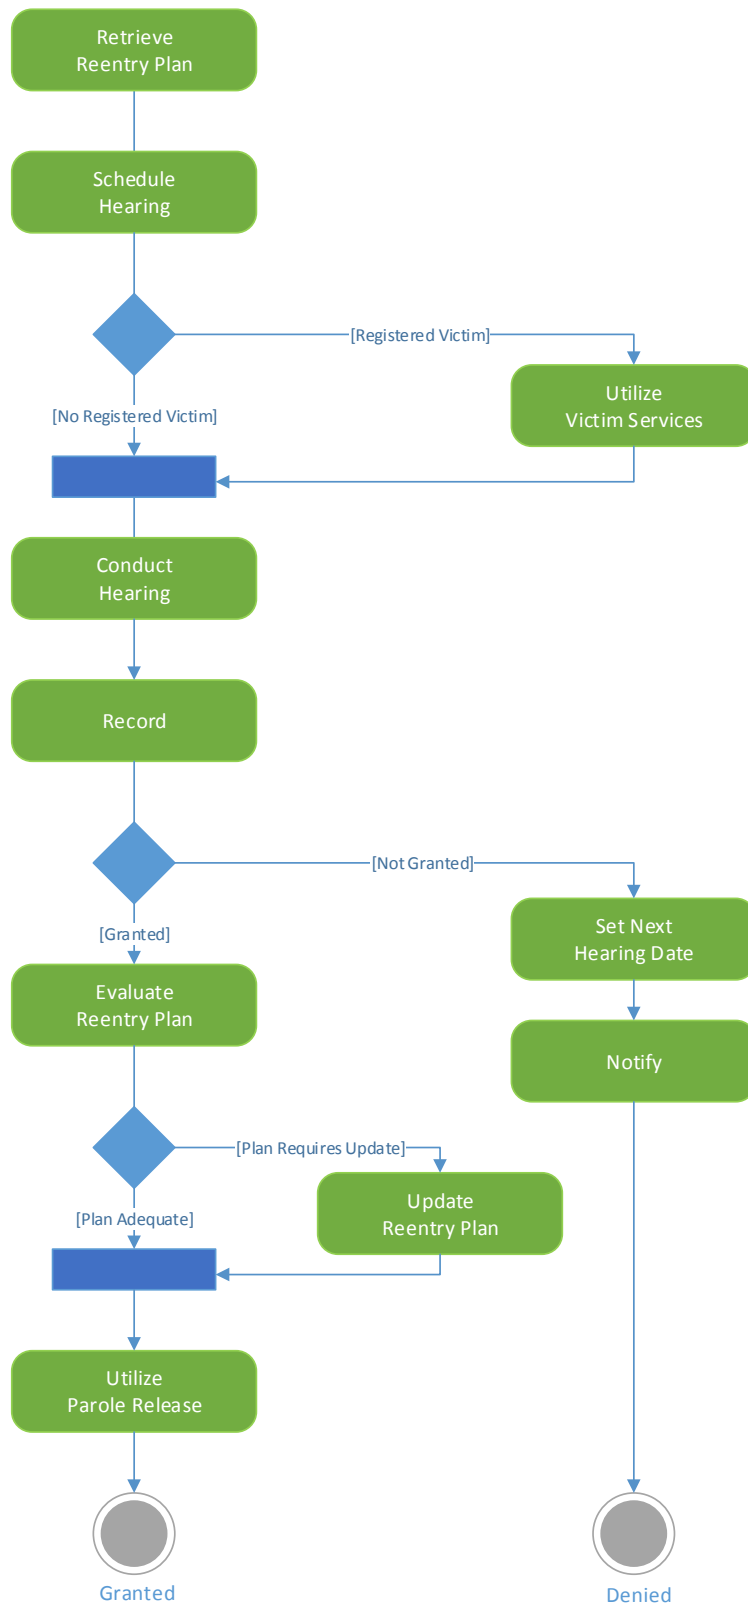 Retrieve
Reentry Plan
Schedule
Hearing
[Registered Victim]
Utilize
Victim Services
[No Registered Victim]
Conduct
Hearing
Record
[Not Granted]
Set Next
Hearing Date
[Granted]
Evaluate
Reentry Plan
Notify
[Plan Requires Update]
Update
Reentry Plan
[Plan Adequate]
Utilize
Parole Release
Granted
Denied